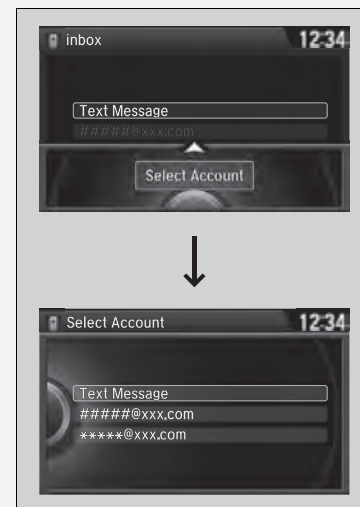 inbox 12:34
Text Message
#####@xxx.com
Select Account
Select Account 12:34
Text Message
#####@xxx.com
*****@xxx.com